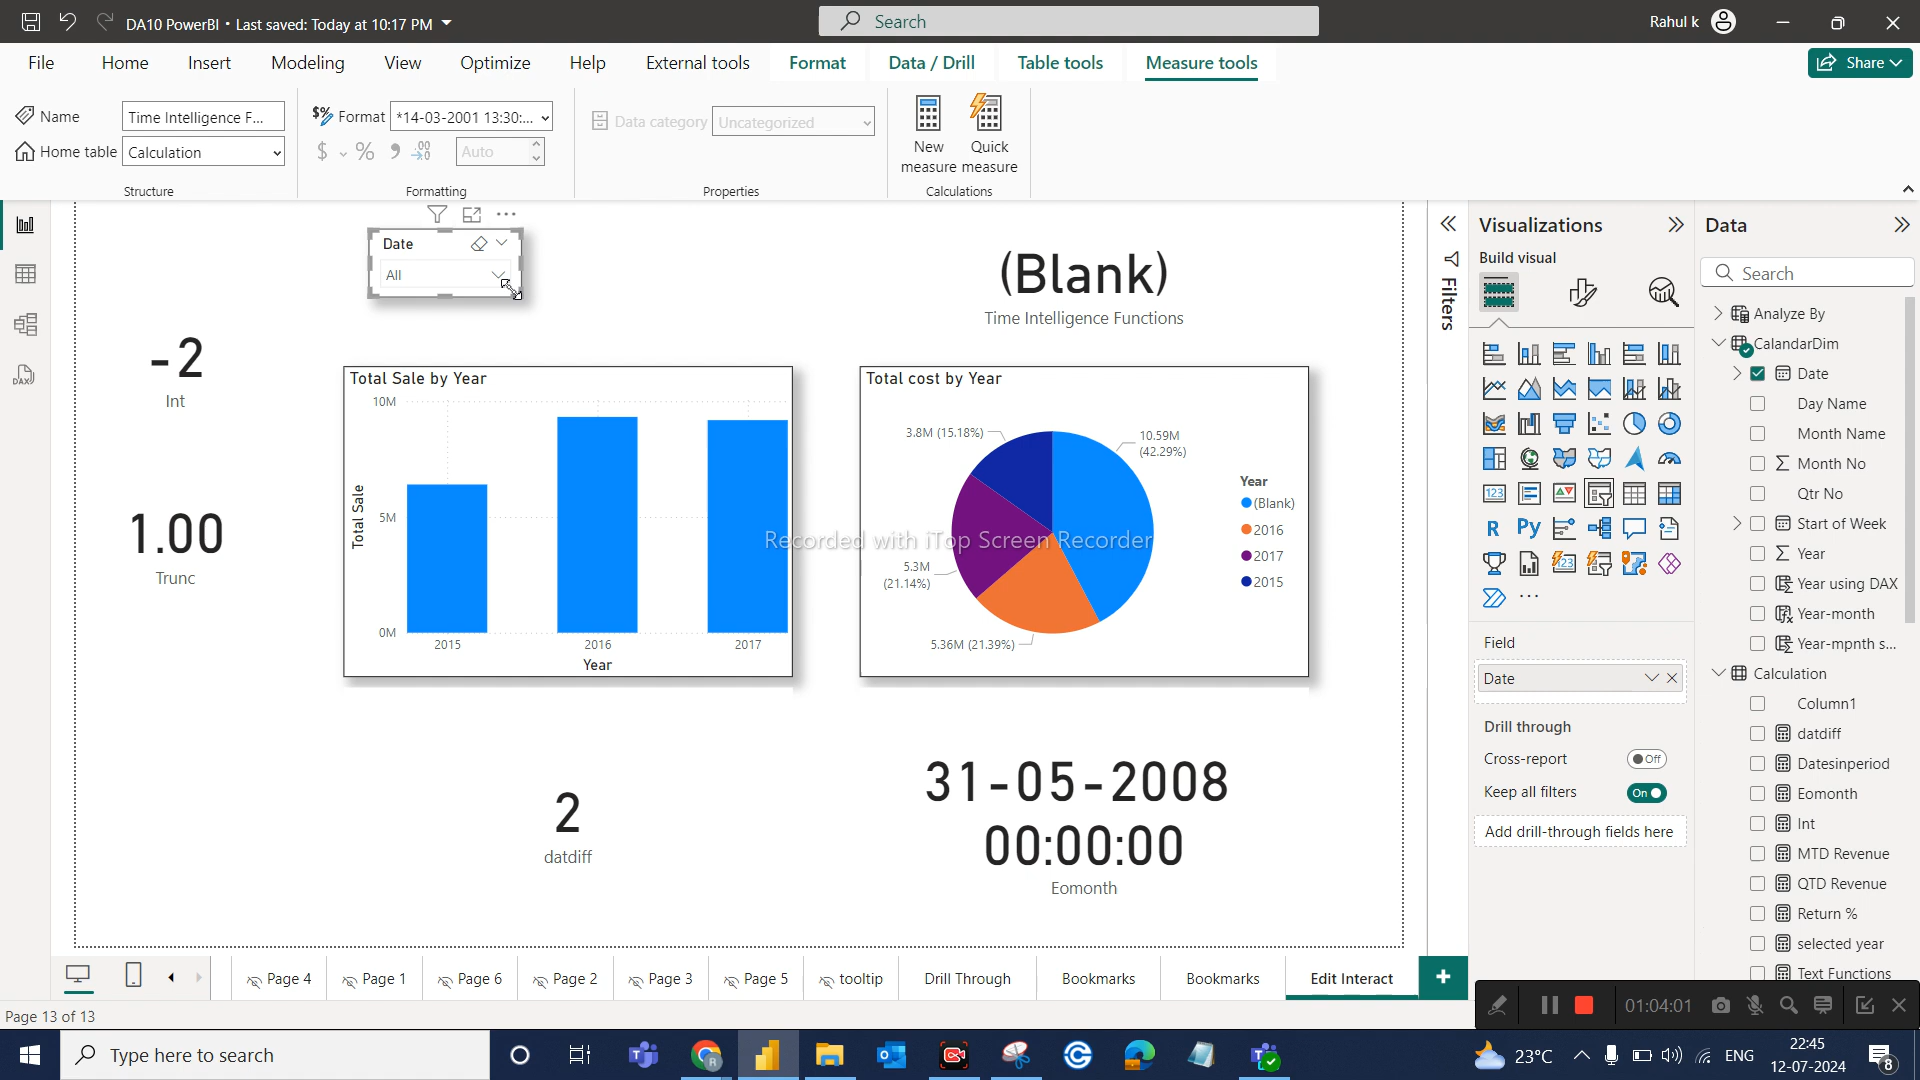 DA10 PowerBI • Last saved: Today at 10:17 PM
Search
Rahul k
File Home Insert Modeling View Optimize Help External tools Format Data / Drill Table tools Measure tools
Share
Name Time Intelligence F...
Home table Calculation
Structure
$% Format *14-03-2001 13:30:...
$ % 9 .00
Auto
Formatting
Data category Uncategorized
Properties
New measure
Quick measure
Calculations
Date
All
(Blank)
Time Intelligence Functions
-2
Int
1.00
Trunc
Total Sale by Year
10M
5M
0M
Total Sale
2015 2016 2017
Year
Total cost by Year
3.8M (15.18%)
10.59M
(42.29%)
5.3M
(21.14%)
5.36M (21.39%)
Year
(Blank)
2016
2017
2015
Recorded with iTop Screen Recorder
2
datdiff
31-05-2008
00:00:00
Eomonth
Filters
Visualizations
Build visual
123
R Py
123
Field
Date
Drill through
Cross-report Off
Keep all filters On
Add drill-through fields here
Data
Search
Analyze By
CalandarDim
Date
Day Name
Month Name
Month No
Qtr No
Start of Week
Year
Year using DAX
Year-month
Year-mpnth s...
Calculation
Column1
datdiff
Datesinperiod
Eomonth
Int
MTD Revenue
QTD Revenue
Return %
selected year
Text Functions
Page 4 Page 1 Page 6 Page 2 Page 3 Page 5 tooltip Drill Through Bookmarks Bookmarks Edit Interact +
Page 13 of 13
01:04:01
Type here to search
23°C
ENG
22:45
12-07-2024
8